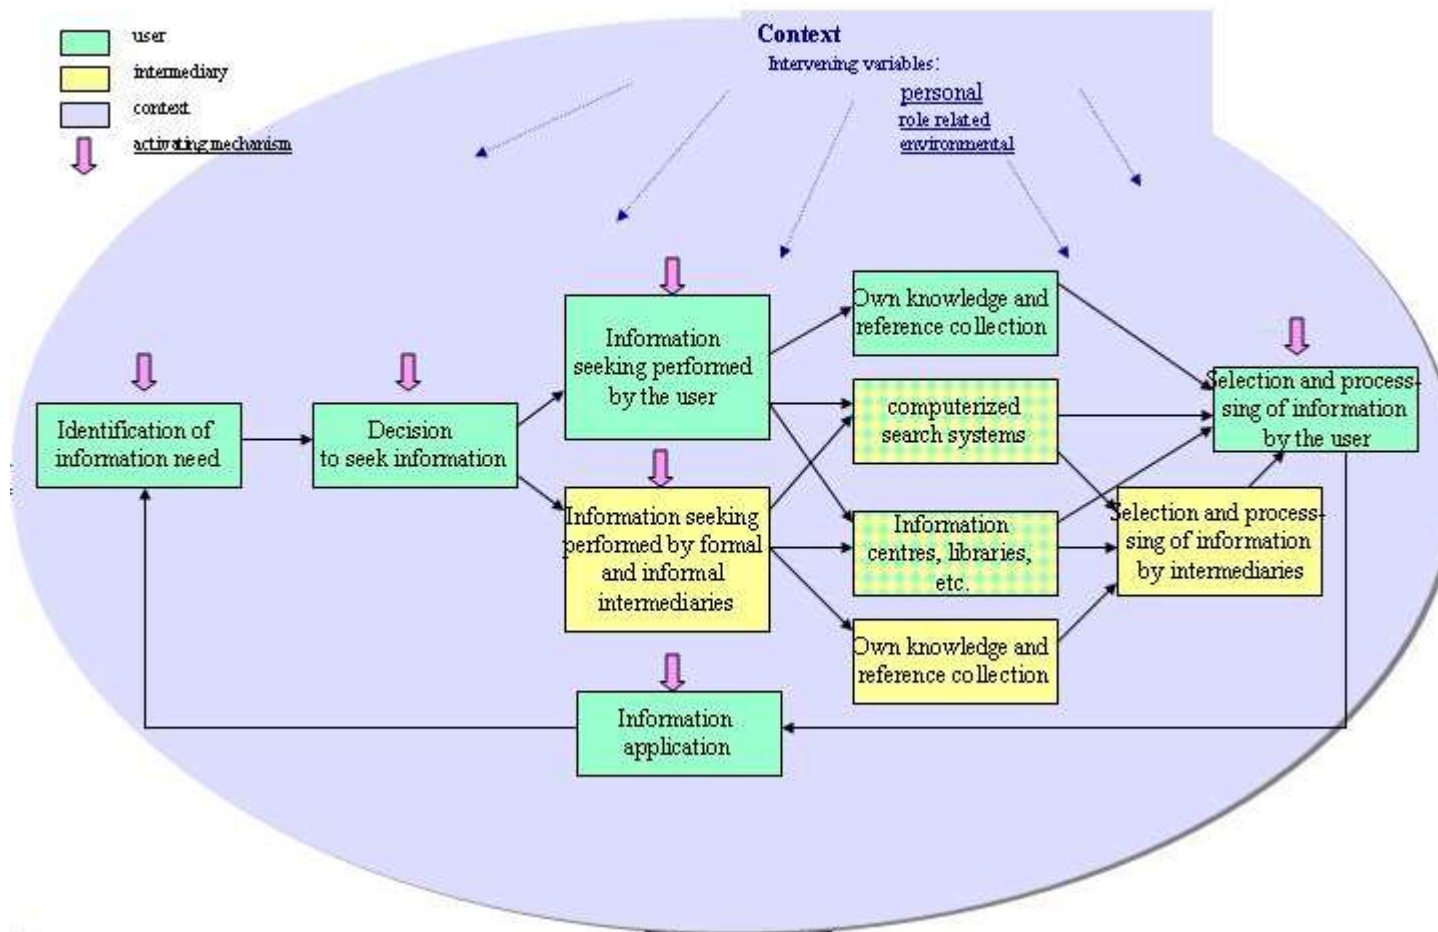 user
intermediary
context
activating mechanism
Context
Intervening variables:
personal
role related
environmental
Identification of
information need
Decision
to seek information
Information
seeking performed
by the user
Information seeking
performed by formal
and informal
intermediaries
Own knowledge and
reference collection
computerized
search systems
Information
centres, libraries,
etc.
Own knowledge and
reference collection
Selection and process-
sing of information
by the user
Selection and process-
sing of information
by intermediaries
Information
application